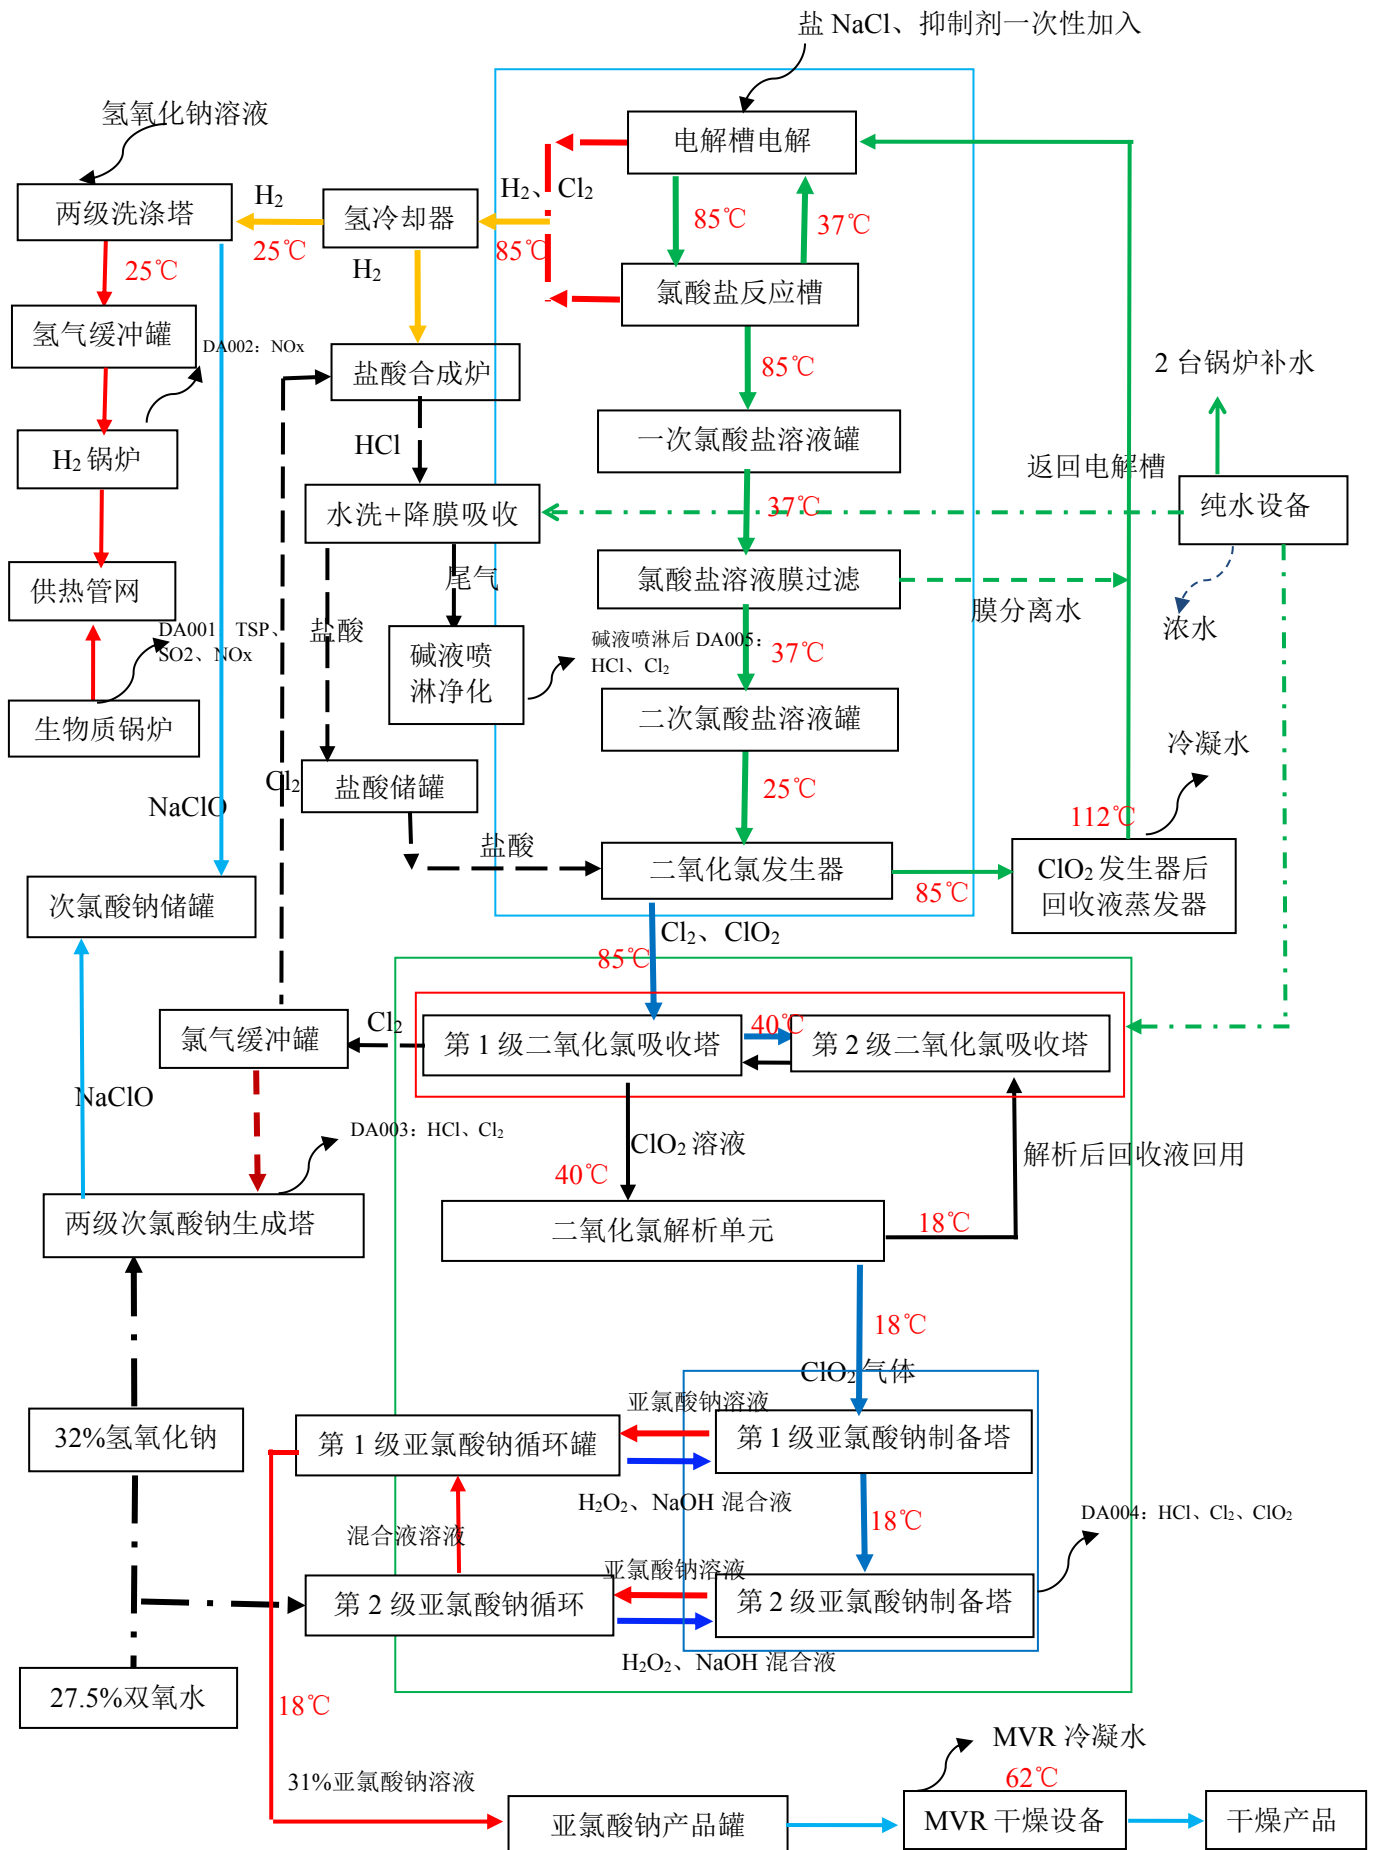 盐 NaCl、抑制剂一次性加入
氢氧化钠溶液
电解槽电解
两级洗涤塔
H₂
25℃
氢冷却器
H₂、Cl₂
85℃
85℃
37℃
25℃
H₂
氯酸盐反应槽
氢气缓冲罐
DA002：NOx
盐酸合成炉
85℃
2 台锅炉补水
H₂ 锅炉
HCl
一次氯酸盐溶液罐
返回电解槽
水洗+降膜吸收
37℃
纯水设备
供热管网
尾气
氯酸盐溶液膜过滤
膜分离水
浓水
DA001：TSP、
SO2、NOx
盐酸
碱液喷
淋净化
碱液喷淋后 DA005：
HCl、Cl₂
37℃
生物质锅炉
二次氯酸盐溶液罐
冷凝水
Cl₂
盐酸储罐
25℃
NaClO
112℃
盐酸
二氧化氯发生器
85℃
ClO₂ 发生器后
回收液蒸发器
次氯酸钠储罐
Cl₂、ClO₂
85℃
氯气缓冲罐
Cl₂
第 1 级二氧化氯吸收塔
40℃
第 2 级二氧化氯吸收塔
NaClO
DA003：HCl、Cl₂
ClO₂ 溶液
40℃
解析后回收液回用
两级次氯酸钠生成塔
二氧化氯解析单元
18℃
18℃
ClO₂ 气体
亚氯酸钠溶液
32%氢氧化钠
第 1 级亚氯酸钠循环罐
第 1 级亚氯酸钠制备塔
H₂O₂、NaOH 混合液
18℃
DA004：HCl、Cl₂、ClO₂
混合液溶液
亚氯酸钠溶液
第 2 级亚氯酸钠循环
第 2 级亚氯酸钠制备塔
H₂O₂、NaOH 混合液
27.5%双氧水
18℃
MVR 冷凝水
31%亚氯酸钠溶液
62℃
亚氯酸钠产品罐
MVR 干燥设备
干燥产品